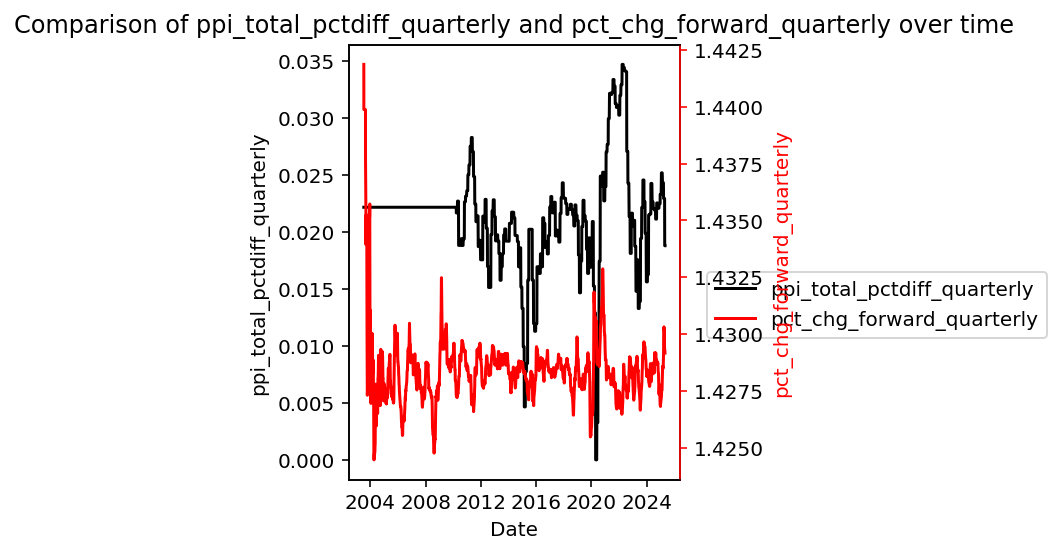 Comparison of ppi_total_pctdiff_quarterly and pct_chg_forward_quarterly over time
ppi_total_pctdiff_quarterly
0.035
0.030
0.025
0.020
0.015
0.010
0.005
0.000
2004 2008 2012 2016 2020 2024
Date
1.4425
1.4400
1.4375
1.4350
1.4325
1.4300
1.4275
1.4250
pct_chg_forward_quarterly
ppi_total_pctdiff_quarterly
pct_chg_forward_quarterly